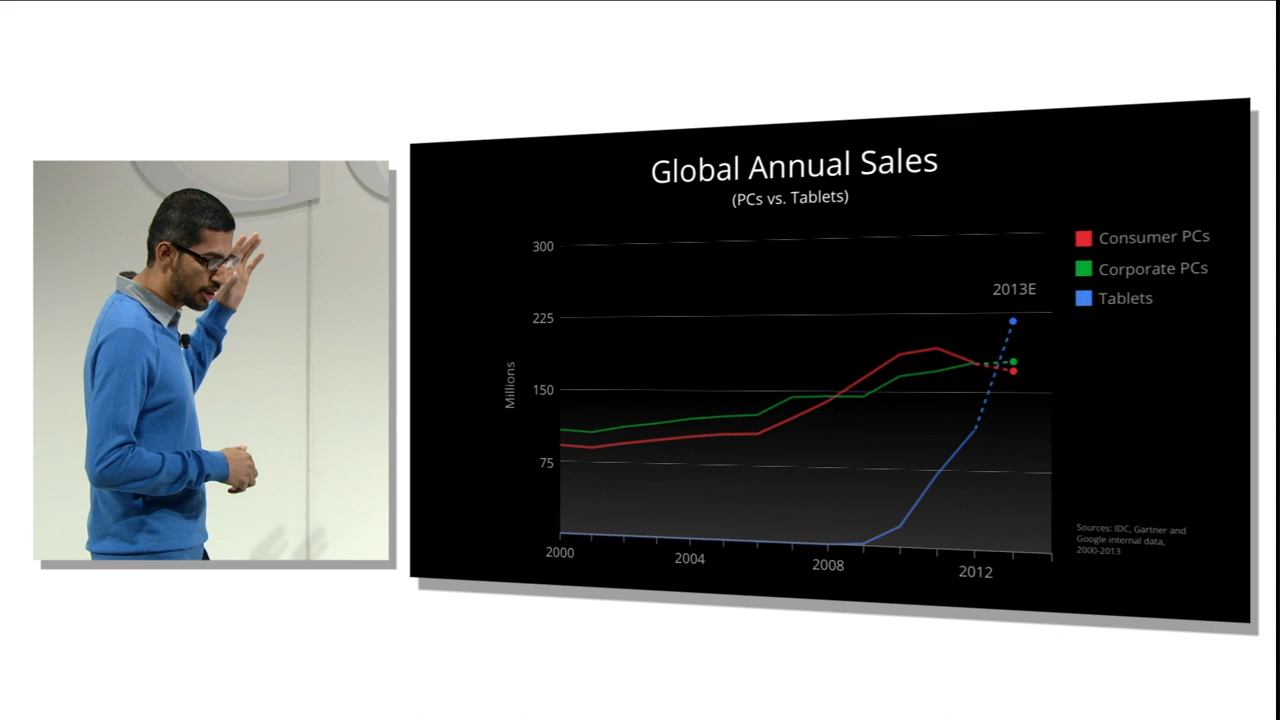 Global Annual Sales
(PCs vs. Tablets)
300
225
150
75
Millions
2000
2004
2008
2012
2013E
Consumer PCs
Corporate PCs
Tablets
Sources: IDC, Gartner and
Google internal data,
2000-2013